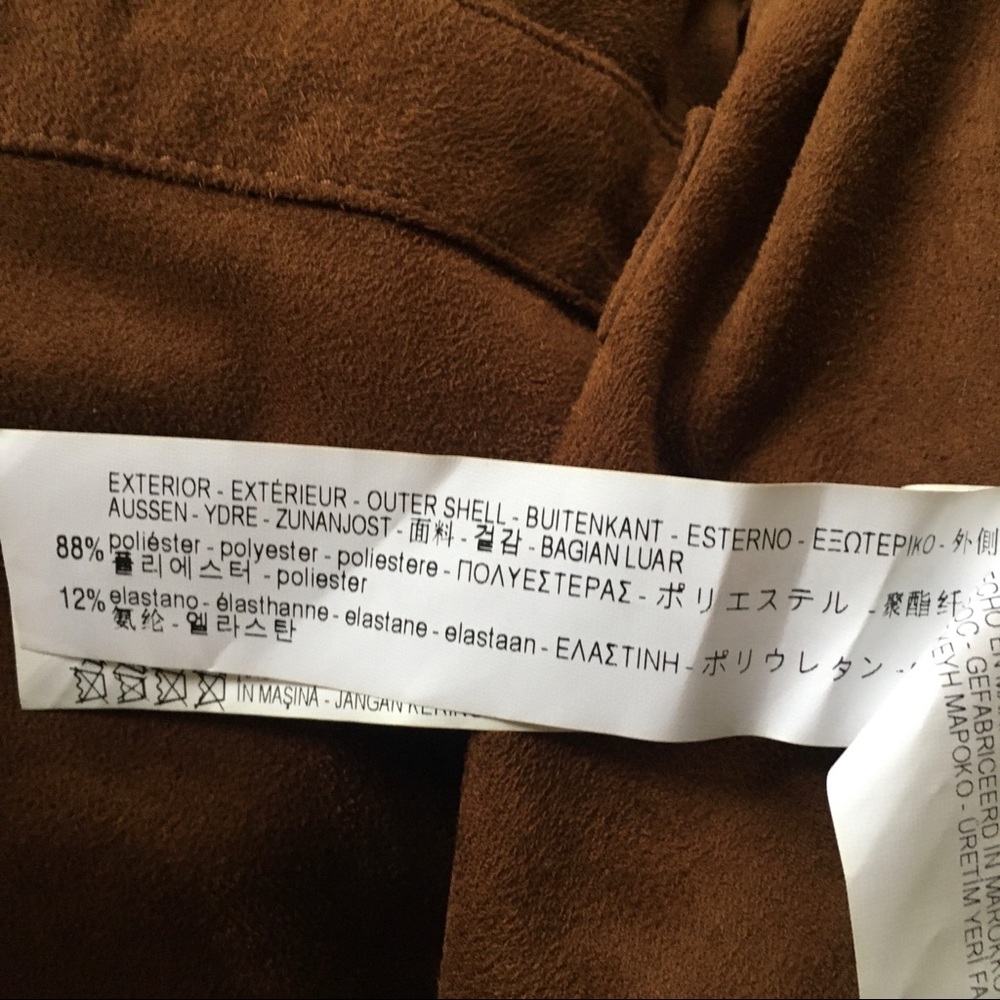 EXTERIOR - EXTÉRIEUR - OUTER SHELL - BUITENKANT - ESTERNO - ΕΞΩΤΕΡΙΚΟ - 外側
AUSSEN - YDRE - ZUNANJOST - 面料 - 겉감 - BAGIAN LUAR
88% poliéster - polyester - poliestere - ΠΟΛΥΕΣΤΕΡΑΣ - ポリエステル - 聚酯纤
폴리에스터 - poliester
12% elastano - élasthanne - elastane - elastaan - ΕΛΑΣΤΙΝΗ - ポリウレタン -
氨纶 - 엘라스탄
IN MAŞINA - JANGAN
GEFABRICEERD IN MAROKKO
ΜΑΡΟΚΟ - ÜRETİM YERİ FA